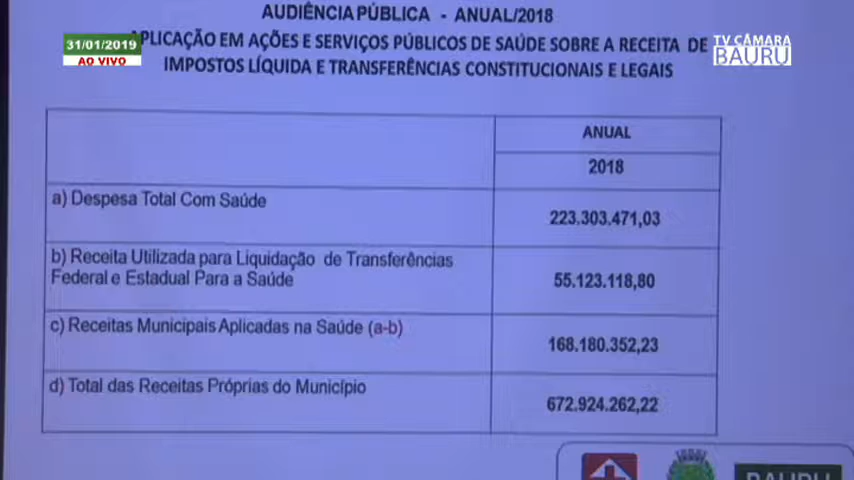 AUDIÊNCIA PÚBLICA - ANUAL/2018
31/01/2019
AO VIVO
APLICAÇÃO EM AÇÕES E SERVIÇOS PÚBLICOS DE SAÚDE SOBRE A RECEITA DE
IMPOSTOS LÍQUIDA E TRANSFERÊNCIAS CONSTITUCIONAIS E LEGAIS
TV CÂMARA
BAURU
ANUAL
2018
a) Despesa Total Com Saúde
223.303.471,03
b) Receita Utilizada para Liquidação de Transferências
Federal e Estadual Para a Saúde
55.123.118,80
c) Receitas Municipais Aplicadas na Saúde (a-b)
168.180.352,23
d) Total das Receitas Próprias do Município
672.924.262,22
BAURU